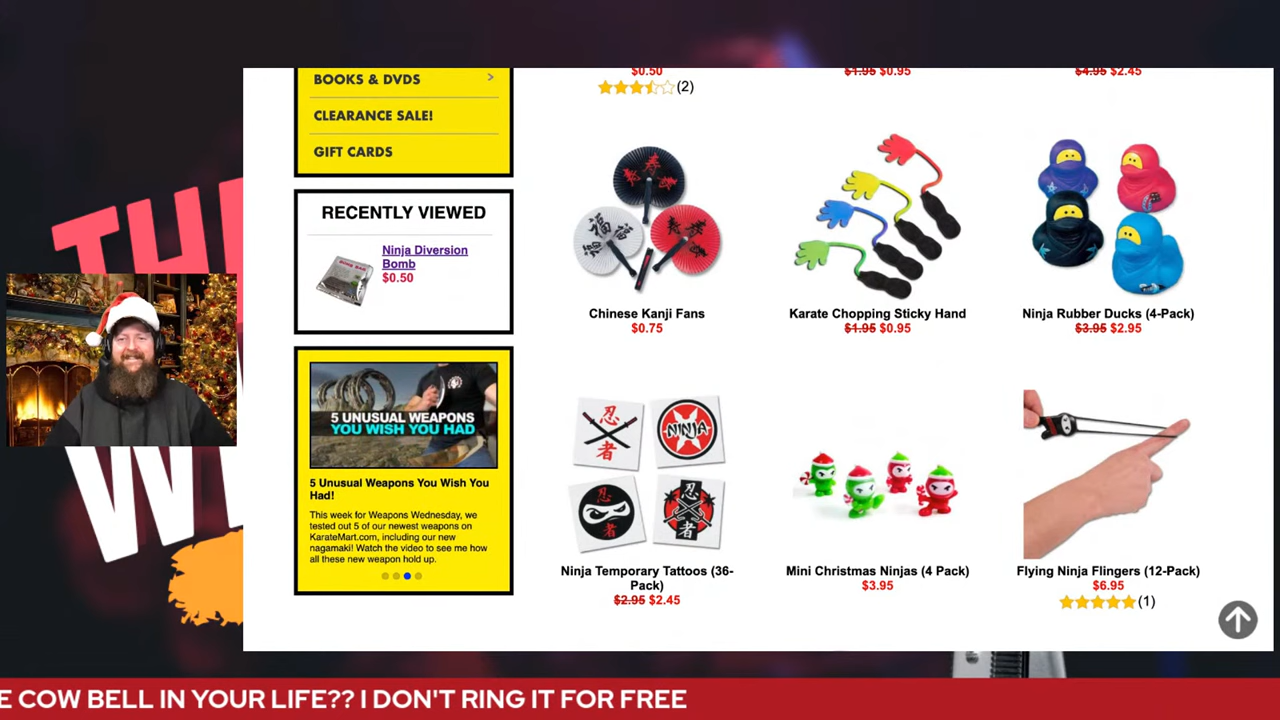 BOOKS & DVDS
CLEARANCE SALE!
GIFT CARDS
RECENTLY VIEWED
Ninja Diversion
Bomb
$0.50
5 UNUSUAL WEAPONS
YOU WISH YOU HAD
5 Unusual Weapons You Wish You
Had!
This week for Weapons Wednesday, we
tested out 5 of our newest weapons on
KarateMart.com, including our new
nagamaki! Watch the video to see me how
all these new weapon hold up.
$0.50
(2)
$1.95 $0.95
$4.95 $2.45
Chinese Kanji Fans
$0.75
Karate Chopping Sticky Hand
$1.95 $0.95
Ninja Rubber Ducks (4-Pack)
$3.95 $2.95
忍
者
NINJA
忍
者
忍
者
Ninja Temporary Tattoos (36-
Pack)
$2.95 $2.45
Mini Christmas Ninjas (4 Pack)
$3.95
Flying Ninja Flingers (12-Pack)
$6.95
(1)
E COW BELL IN YOUR LIFE?? I DON'T RING IT FOR FREE